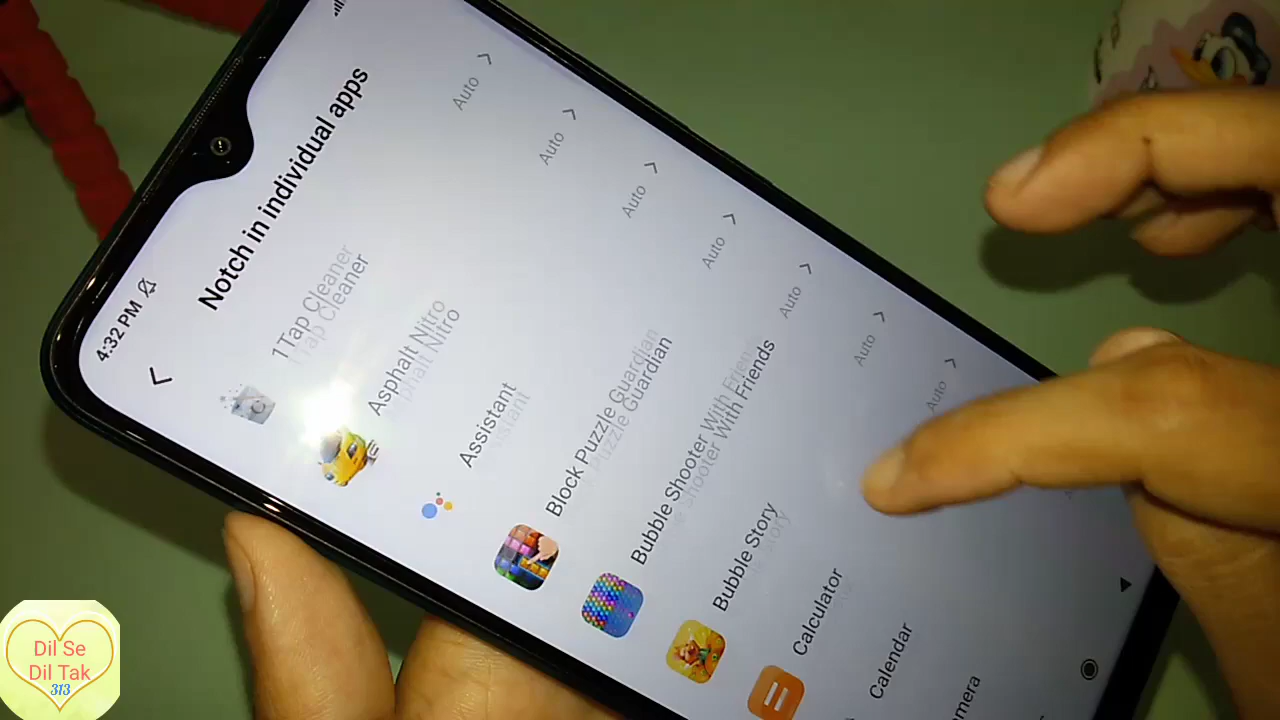 4:32 PM
Notch in individual apps
1Tap Cleaner
Auto
Asphalt Nitro
Auto
Assistant
Auto
Block Puzzle Guardian
Auto
Bubble Shooter With Friends
Auto
Bubble Story
Auto
Calculator
Auto
Calendar
Dil Se
Dil Tak
313